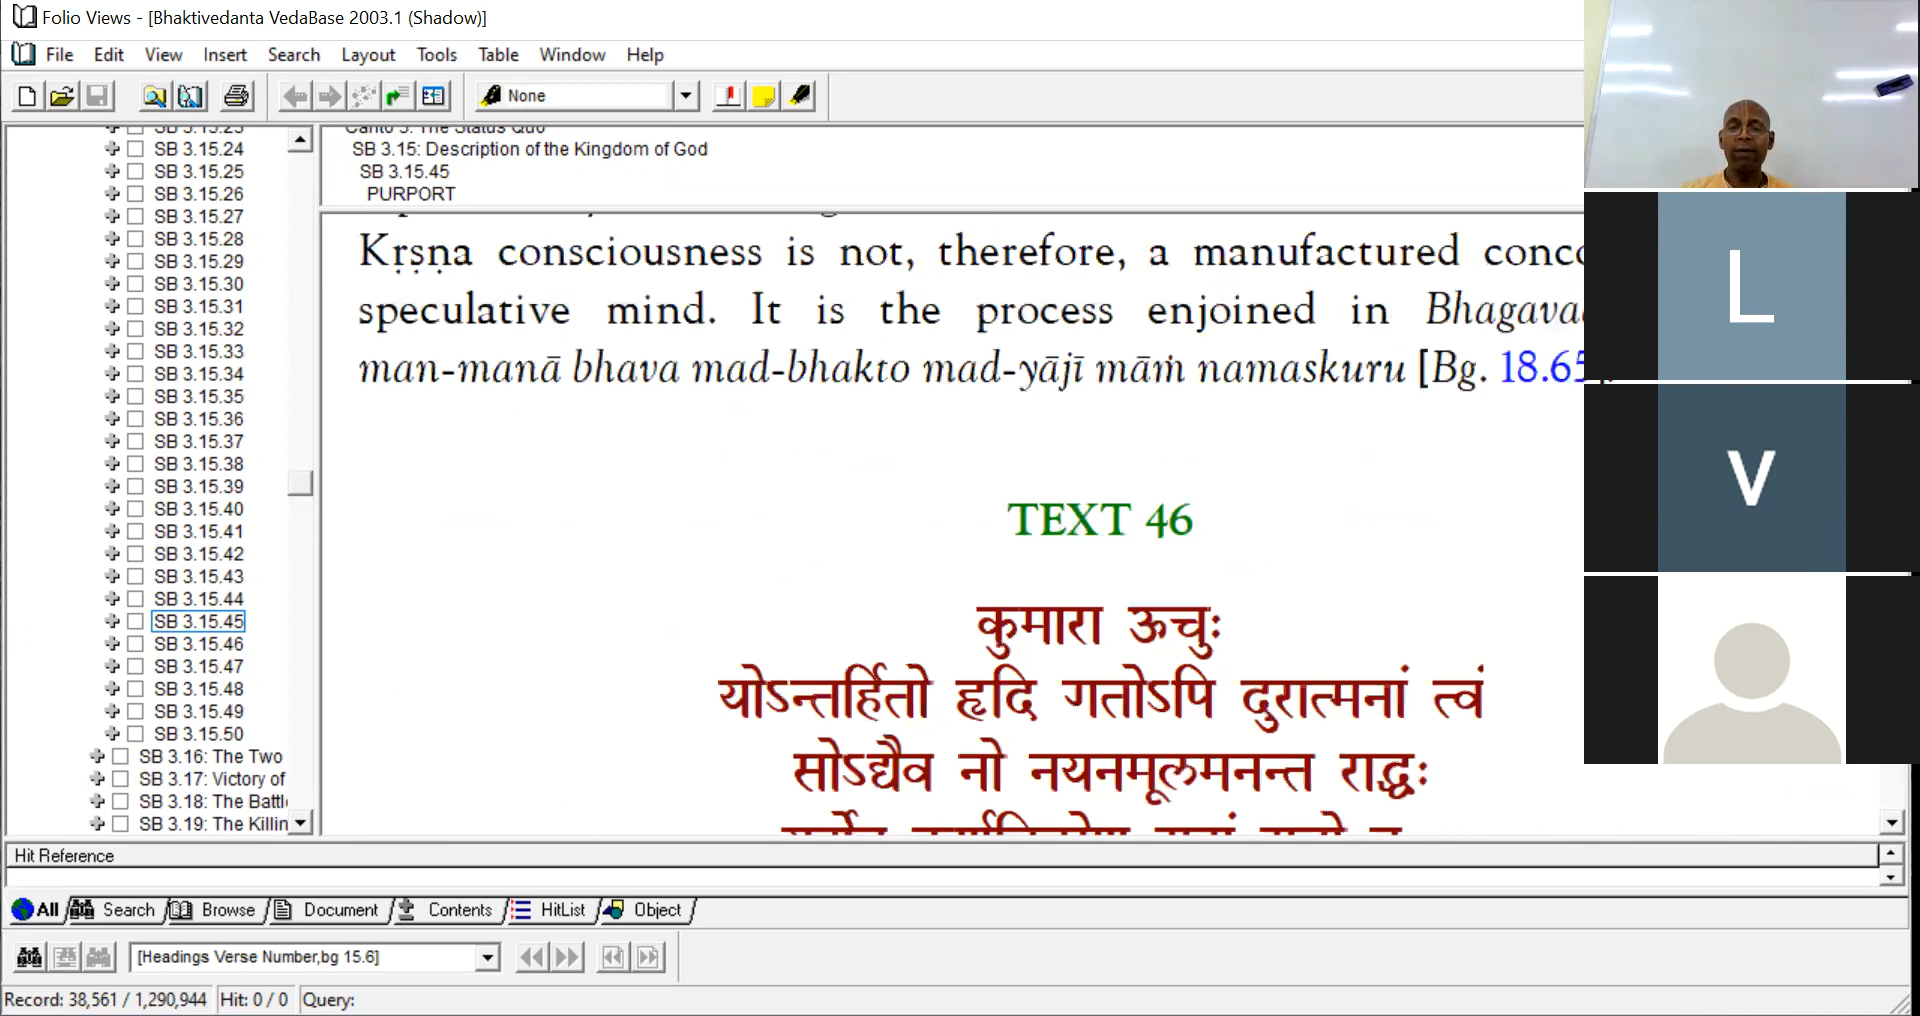 Folio Views - [Bhaktivedanta VedaBase 2003.1 (Shadow)]
File Edit View Insert Search Layout Tools Table Window Help
None
SB 3.15.23
SB 3.15.24
SB 3.15.25
SB 3.15.26
SB 3.15.27
SB 3.15.28
SB 3.15.29
SB 3.15.30
SB 3.15.31
SB 3.15.32
SB 3.15.33
SB 3.15.34
SB 3.15.35
SB 3.15.36
SB 3.15.37
SB 3.15.38
SB 3.15.39
SB 3.15.40
SB 3.15.41
SB 3.15.42
SB 3.15.43
SB 3.15.44
SB 3.15.45
SB 3.15.46
SB 3.15.47
SB 3.15.48
SB 3.15.49
SB 3.15.50
SB 3.16: The Two
SB 3.17: Victory of
SB 3.18: The Battl
SB 3.19: The Killin
Canto 3: The Status Quo
SB 3.15: Description of the Kingdom of God
SB 3.15.45
PURPORT
Kṛṣṇa consciousness is not, therefore, a manufactured conc
speculative mind. It is the process enjoined in Bhagava
man-manā bhava mad-bhakto mad-yājī māṁ namaskuru [Bg. 18.65
TEXT 46
कुमारा ऊचुः
योऽन्तर्हितो हृदि गतोऽपि दुरात्मनां त्वं
सोऽद्यैव नो नयनमूलमनन्त राद्धः
L
V
Hit Reference
All Search Browse Document Contents HitList Object
[Headings Verse Number,bg 15.6]
Record: 38,561 / 1,290,944 Hit: 0 / 0 Query: